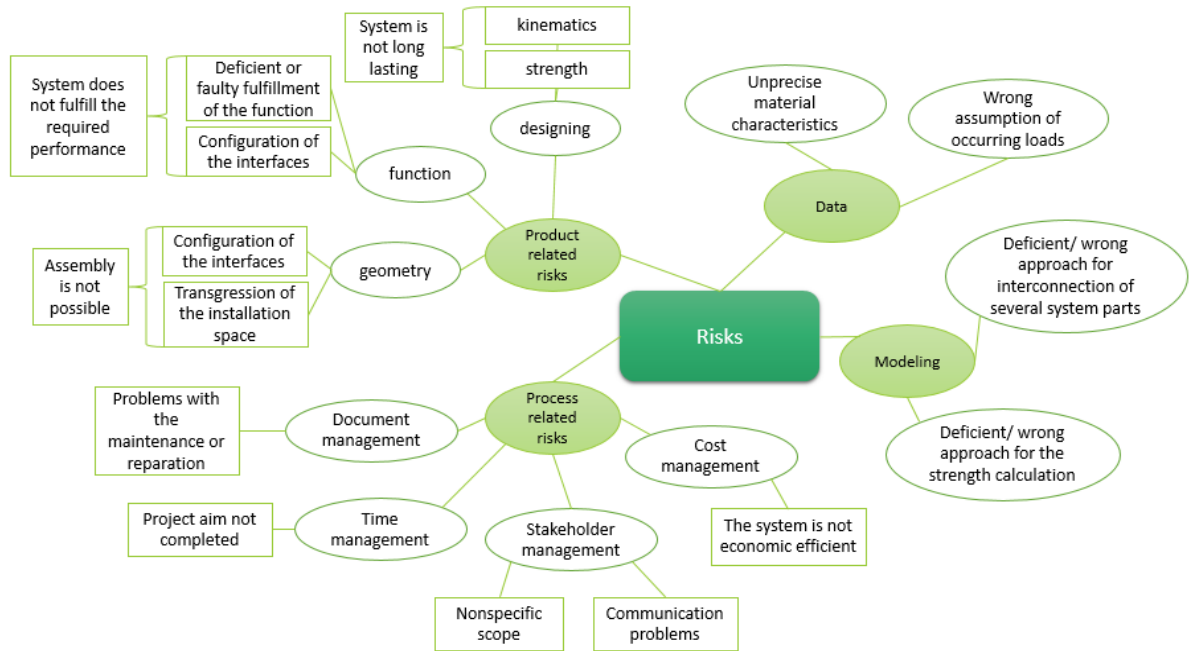 System is
not long
lasting
kinematics
strength
designing
System does
not fulfill the
required
performance
Deficient or
faulty fulfillment
of the function
Configuration of
the interfaces
function
Assembly
is not
possible
Configuration of
the interfaces
Transgression of
the installation
space
geometry
Product
related
risks
Unprecise
material
characteristics
Wrong
assumption of
occurring loads
Data
Risks
Deficient/ wrong
approach for
interconnection of
several system parts
Modeling
Deficient/ wrong
approach for the
strength calculation
Process
related
risks
Problems with
the
maintenance or
reparation
Document
management
Project aim not
completed
Time
management
Stakeholder
management
Nonspecific
scope
Communication
problems
Cost
management
The system is not
economic efficient